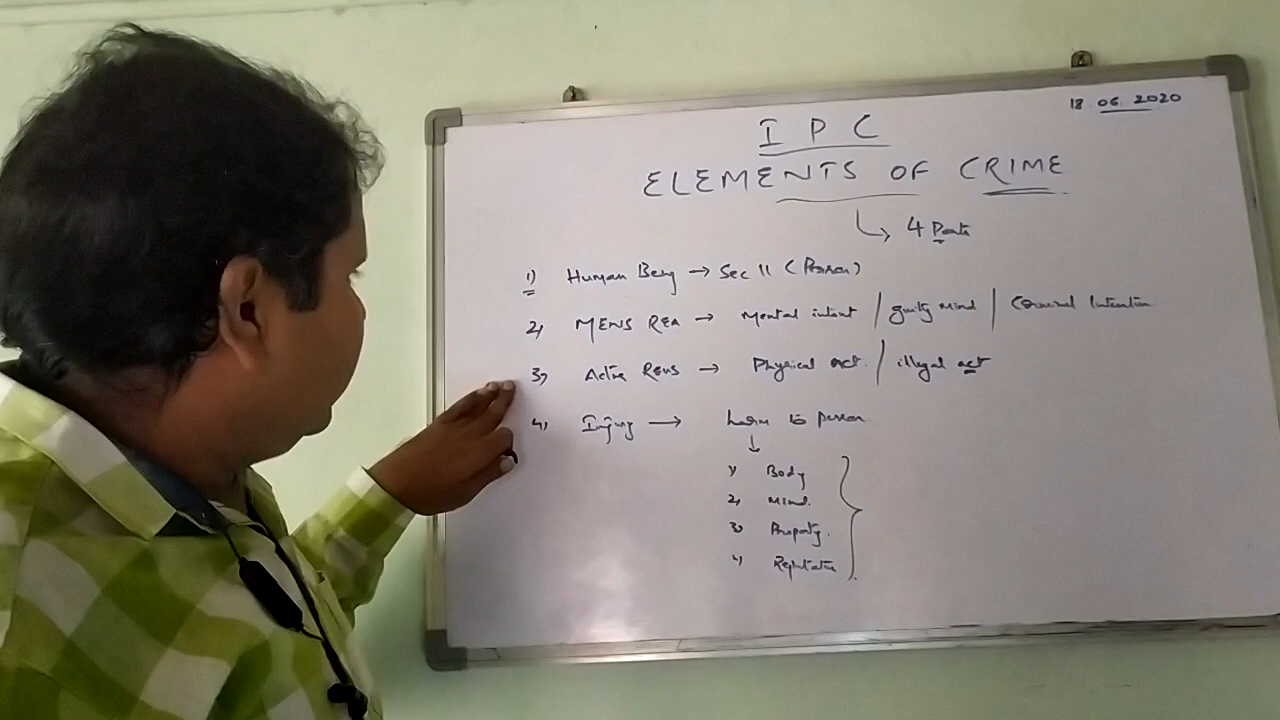 18.06.2020
IPC
ELEMENTS OF CRIME
↳ 4 Parts
1) Human Being → Sec 11 (Person)
2) MENS REA → Mental intent / guilty mind / Criminal Intention
3) Active Reus → Physical act. / illegal act
4) Injury → harm to person.
↓
1) Body
2) Mind.
3) Property.
4) Reputation